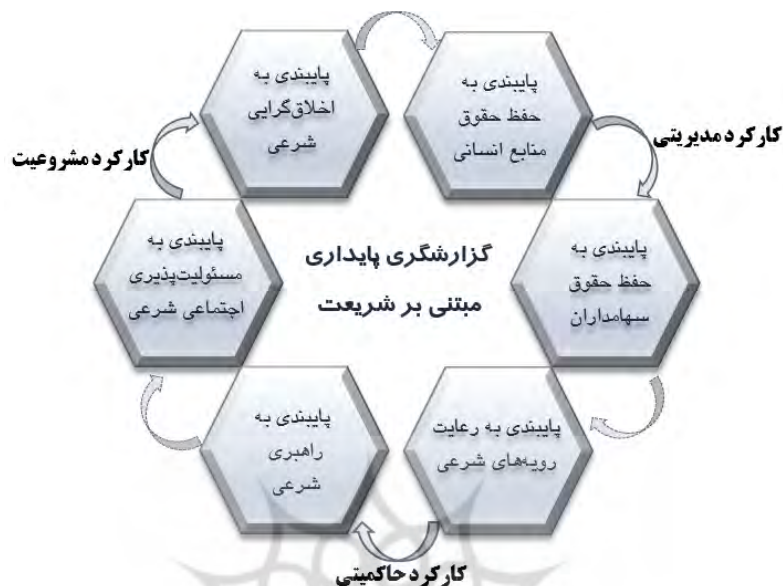 پایبندی به
اخلاق‌گرایی
شرعی
پایبندی به
حفظ حقوق
منابع انسانی
کارکرد مدیریتی
کارکرد مشروعیت
پایبندی به
مسئولیت‌پذیری
اجتماعی شرعی
گزارشگری پایداری
مبتنی بر شریعت
پایبندی به
حفظ حقوق
سهامداران
پایبندی به
راهبری
شرعی
پایبندی به رعایت
رویه‌های شرعی
کارکرد حاکمیتی